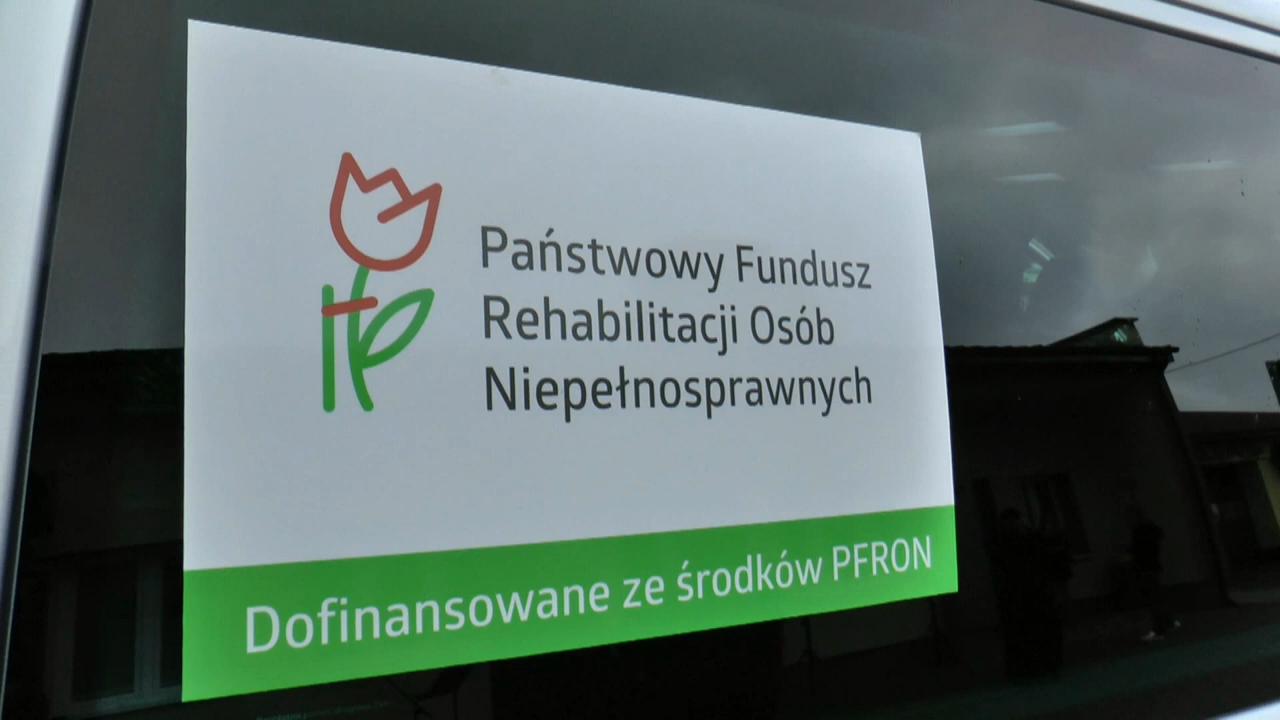 Państwowy Fundusz
Rehabilitacji Osób
Niepełnosprawnych
Dofinansowane ze środków PFRON